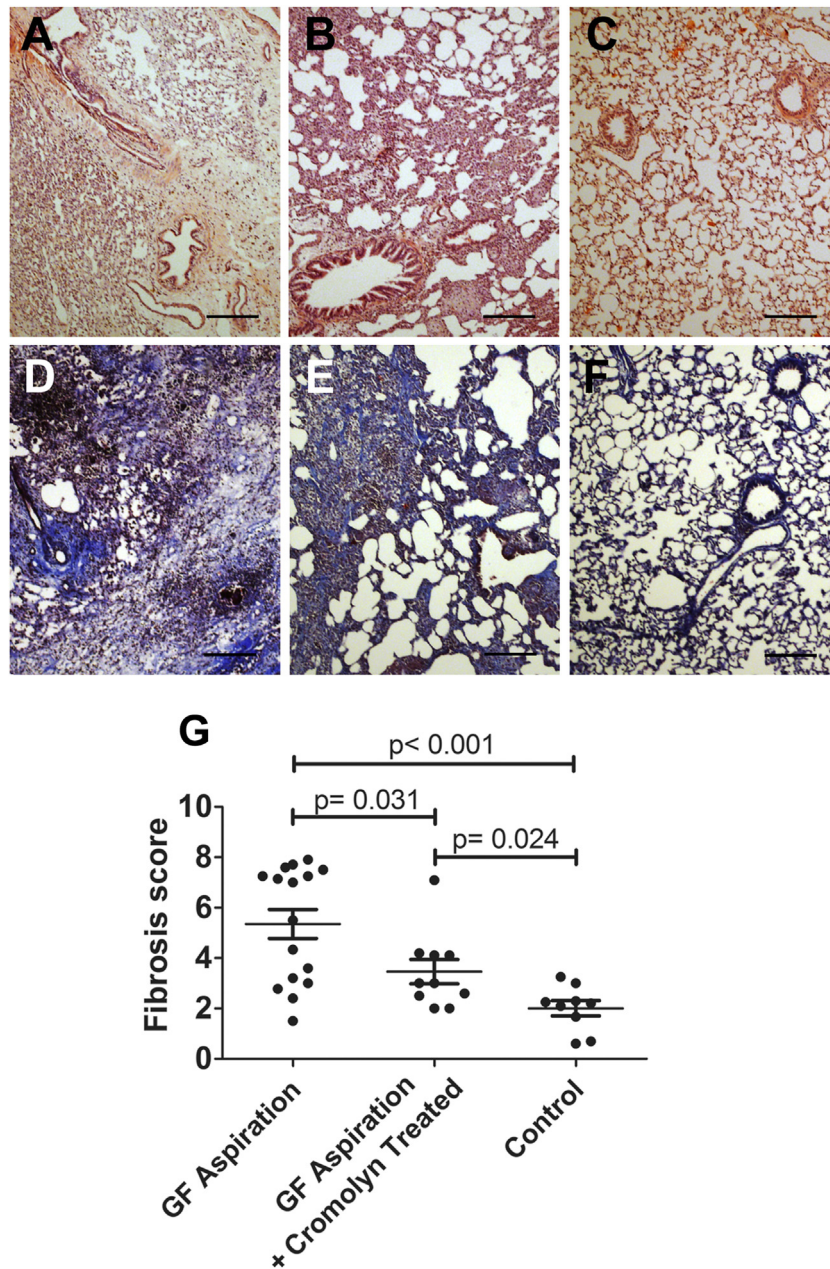 A
B
C
D
E
F
G
p< 0.001
p= 0.031
p= 0.024
10
8
6
4
2
0
Fibrosis score
GF Aspiration
GF Aspiration
+ Cromolyn Treated
Control